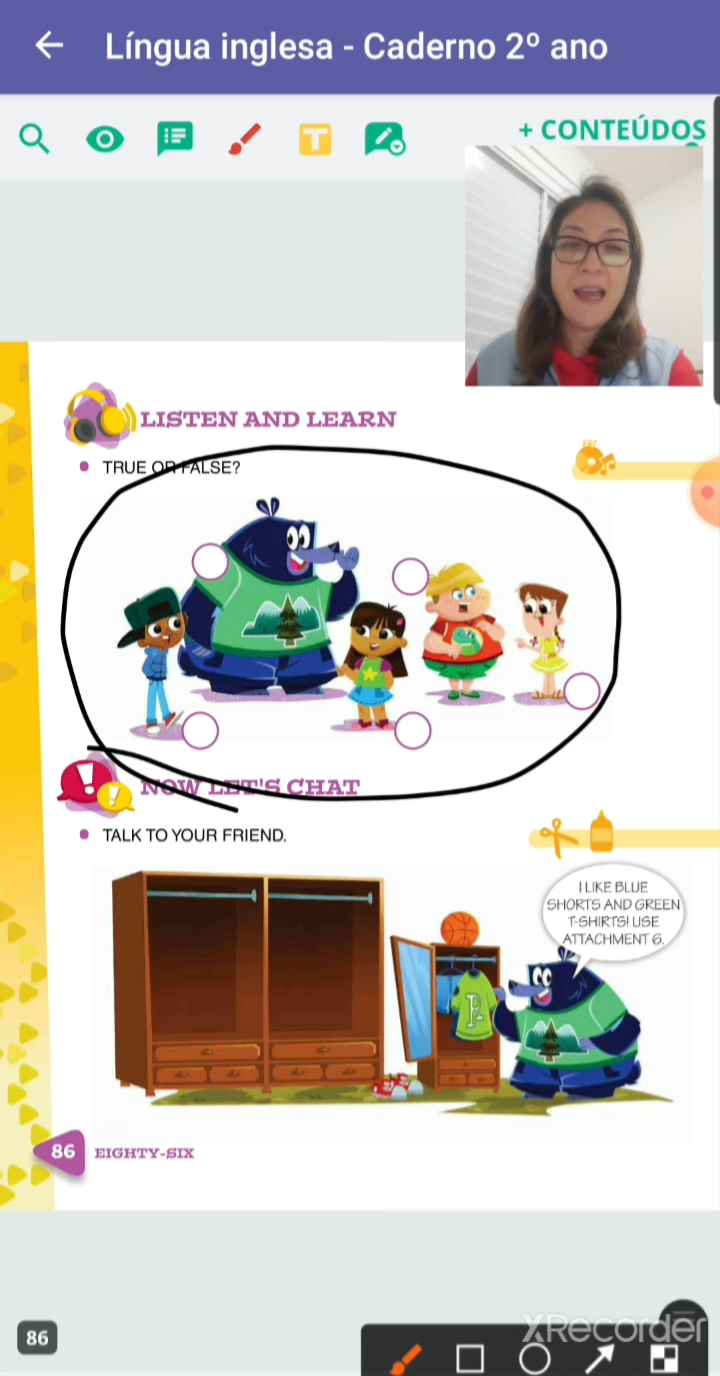 Língua inglesa - Caderno 2º ano
+ CONTEÚDOS
T
LISTEN AND LEARN
TRUE OR FALSE?
NOW LET'S CHAT
TALK TO YOUR FRIEND.
I LIKE BLUE
SHORTS AND GREEN
T-SHIRTS! USE
ATTACHMENT 6.
R
86 EIGHTY-SIX
86
XRecorder